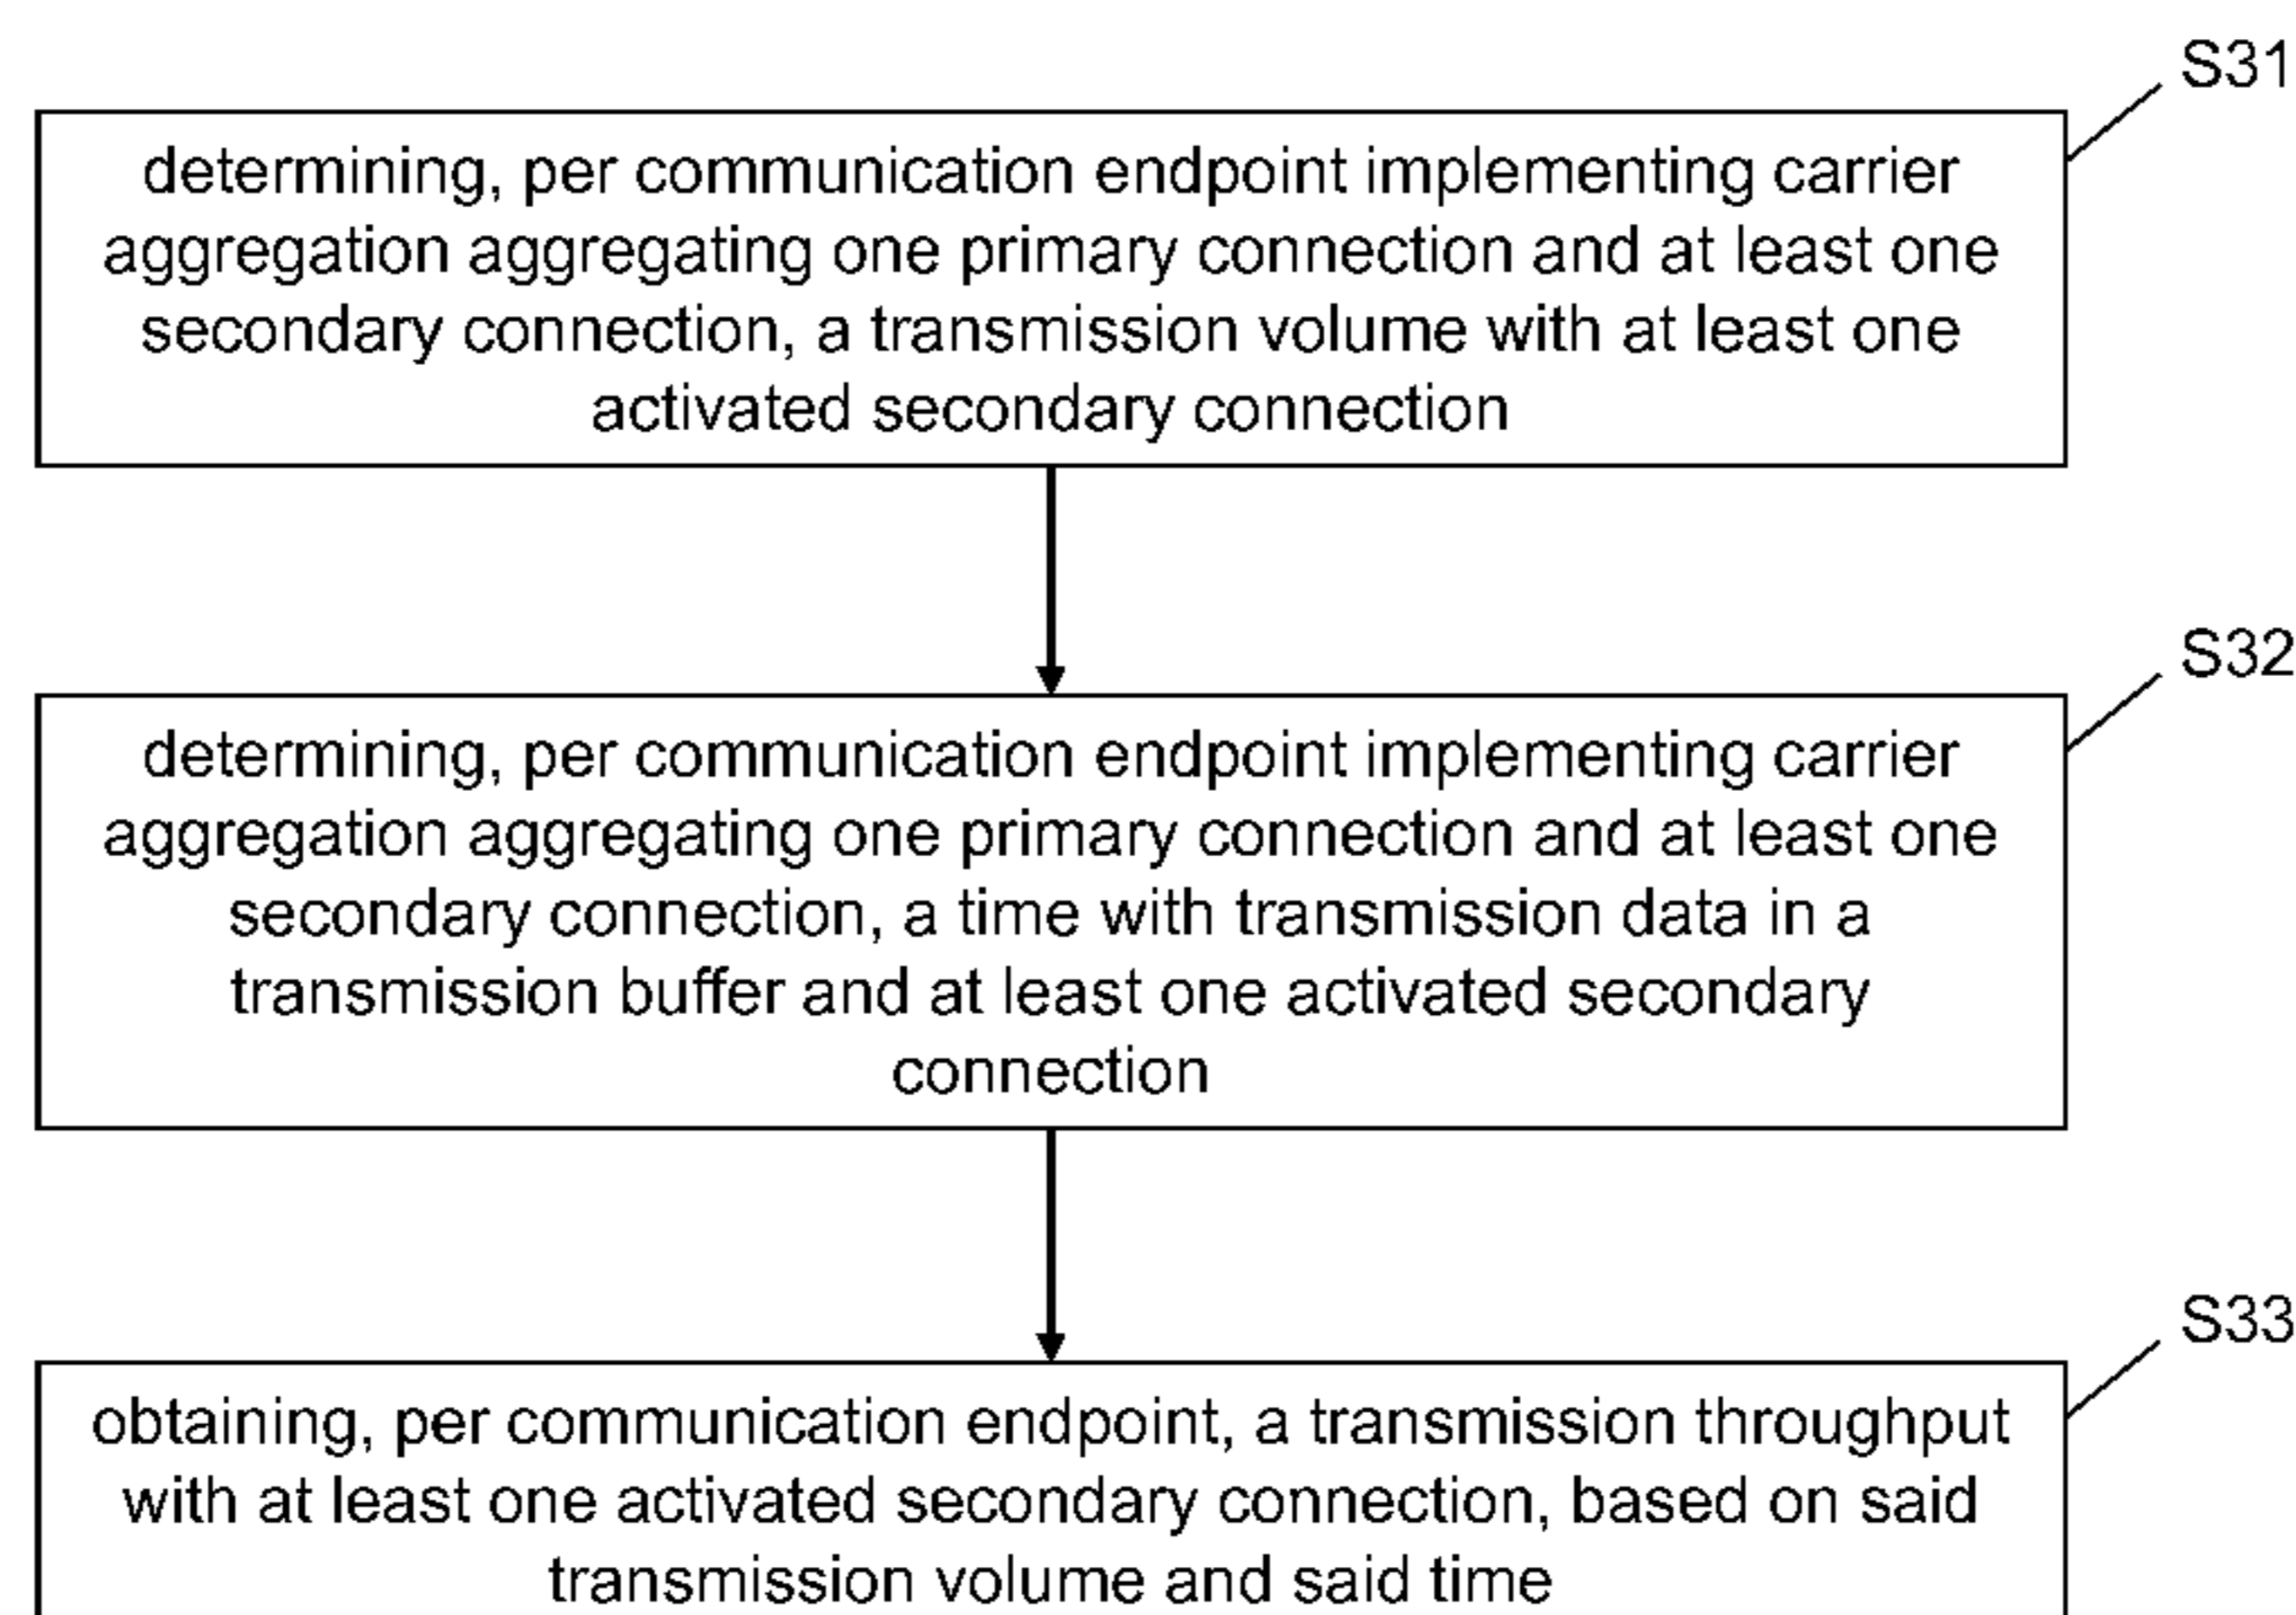 S31
determining, per communication endpoint implementing carrier
aggregation aggregating one primary connection and at least one
secondary connection, a transmission volume with at least one
activated secondary connection
S32
determining, per communication endpoint implementing carrier
aggregation aggregating one primary connection and at least one
secondary connection, a time with transmission data in a
transmission buffer and at least one activated secondary
connection
S33
obtaining, per communication endpoint, a transmission throughput
with at least one activated secondary connection, based on said
transmission volume and said time